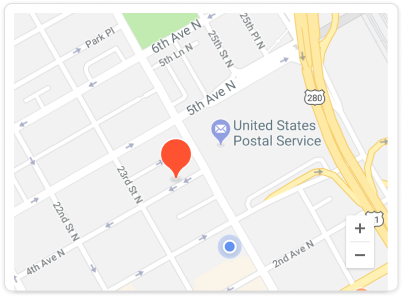 Park Pl
6th Ave N
5th Ln N
25th St N
25th Pl N
5th Ave N
280
United States
Postal Service
23rd St N
22nd St N
4th Ave N
2nd Ave N
1
+
−